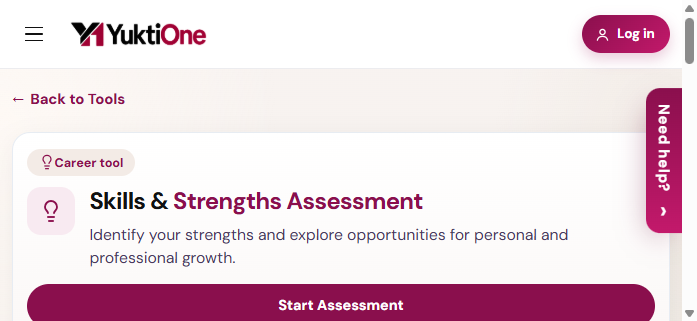 YuktiOne
Log in
← Back to Tools
Need help? ›
Career tool
Skills & Strengths Assessment
Identify your strengths and explore opportunities for personal and
professional growth.
Start Assessment